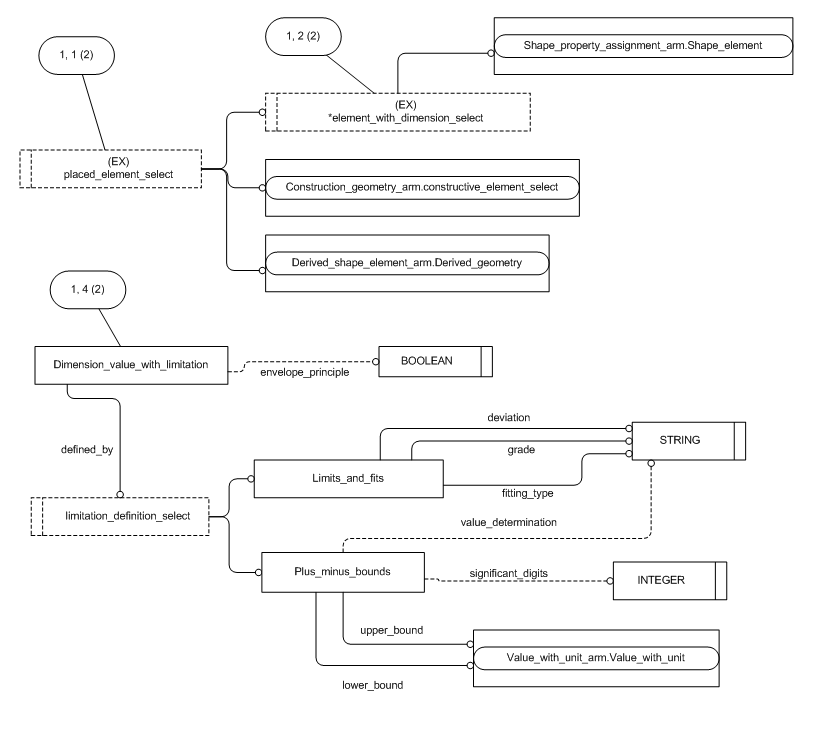 1, 1 (2)
1, 2 (2)
Shape_property_assignment_arm.Shape_element
(EX)
*element_with_dimension_select
(EX)
placed_element_select
Construction_geometry_arm.constructive_element_select
Derived_shape_element_arm.Derived_geometry
1, 4 (2)
Dimension_value_with_limitation
envelope_principle
BOOLEAN
defined_by
deviation
grade
STRING
Limits_and_fits
fitting_type
limitation_definition_select
value_determination
Plus_minus_bounds
significant_digits
INTEGER
upper_bound
Value_with_unit_arm.Value_with_unit
lower_bound